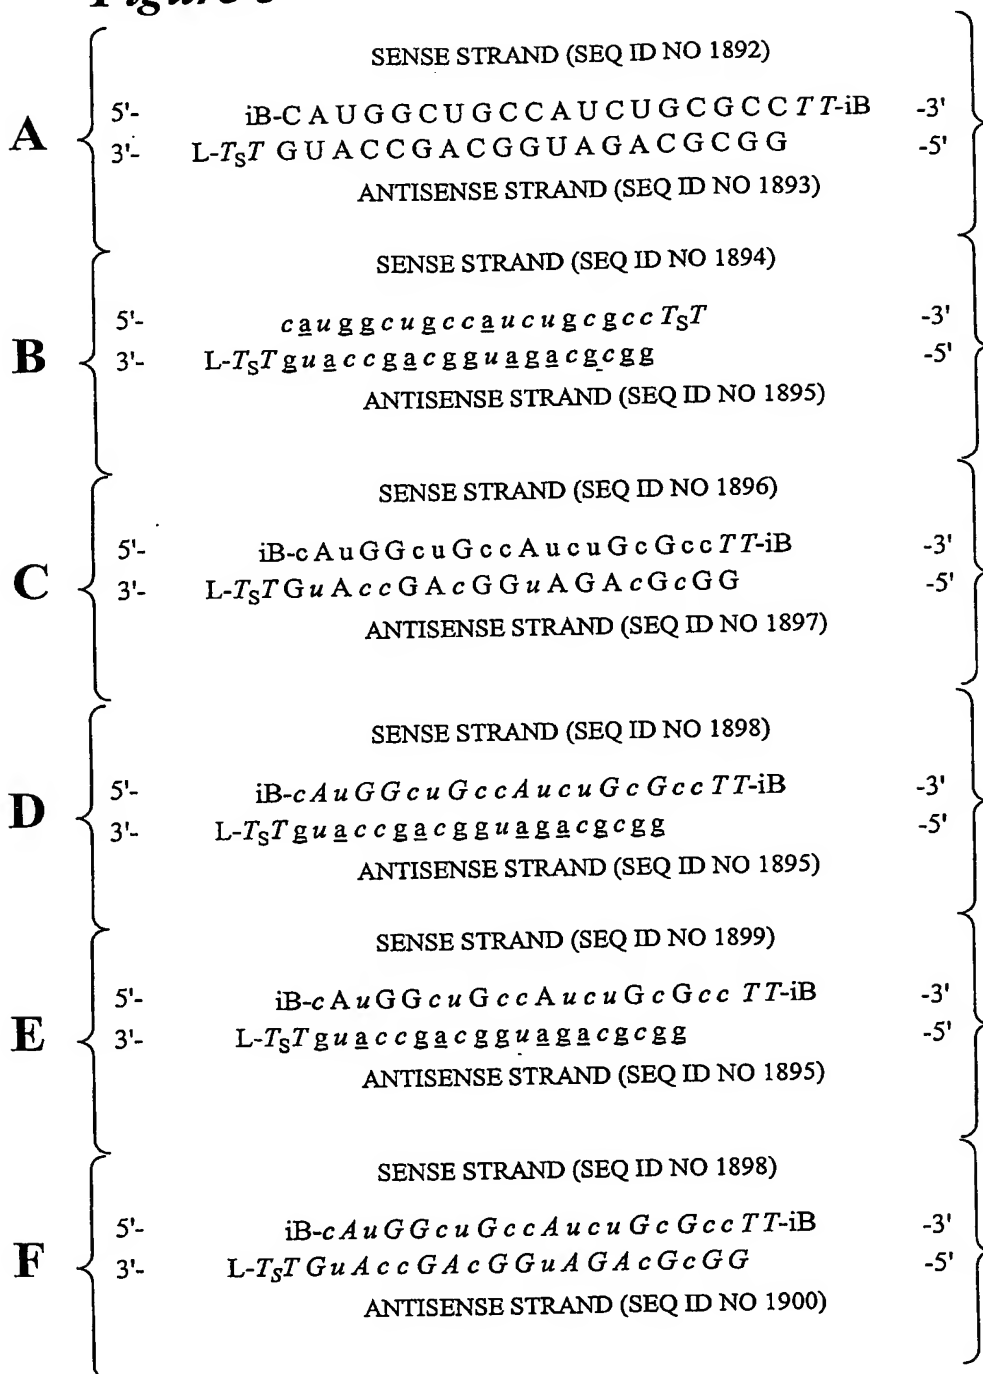 SENSE STRAND (SEQ ID NO 1892)
A
5'- iB-C A U G G C U G C C A U C U G C G C C T T-iB -3'
3'- L-TST G U A C C G A C G G U A G A C G C G G -5'
ANTISENSE STRAND (SEQ ID NO 1893)
SENSE STRAND (SEQ ID NO 1894)
B
5'- c a u g g c u g c c a u c u g c g c c TST -3'
3'- L-TST g u a c c g a c g g u a g a c g c g g -5'
ANTISENSE STRAND (SEQ ID NO 1895)
SENSE STRAND (SEQ ID NO 1896)
C
5'- iB-c A u G G c u G c c A u c u G c G c c T T-iB -3'
3'- L-TST G u A c c G A c G G u A G A c G c G G -5'
ANTISENSE STRAND (SEQ ID NO 1897)
SENSE STRAND (SEQ ID NO 1898)
D
5'- iB-c A u G G c u G c c A u c u G c G c c T T-iB -3'
3'- L-TST g u a c c g a c g g u a g a c g c g g -5'
ANTISENSE STRAND (SEQ ID NO 1895)
SENSE STRAND (SEQ ID NO 1899)
E
5'- iB-c A u G G c u G c c A u c u G c G c c T T-iB -3'
3'- L-TST g u a c c g a c g g u a g a c g c g g -5'
ANTISENSE STRAND (SEQ ID NO 1895)
SENSE STRAND (SEQ ID NO 1898)
F
5'- iB-c A u G G c u G c c A u c u G c G c c T T-iB -3'
3'- L-TST G u A c c G A c G G u A G A c G c G G -5'
ANTISENSE STRAND (SEQ ID NO 1900)